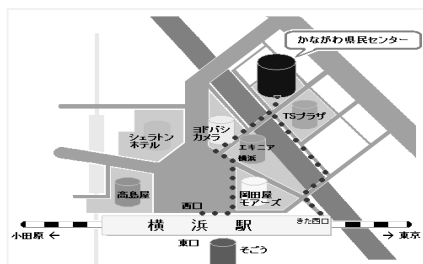 かながわ県民センター
TSプラザ
ヨドバシ
カメラ
シェラトン
ホテル
エキニア
横浜
高島屋
岡田屋
モアーズ
西口
きた西口
横浜駅
小田原 ←
→ 東京
東口
そごう